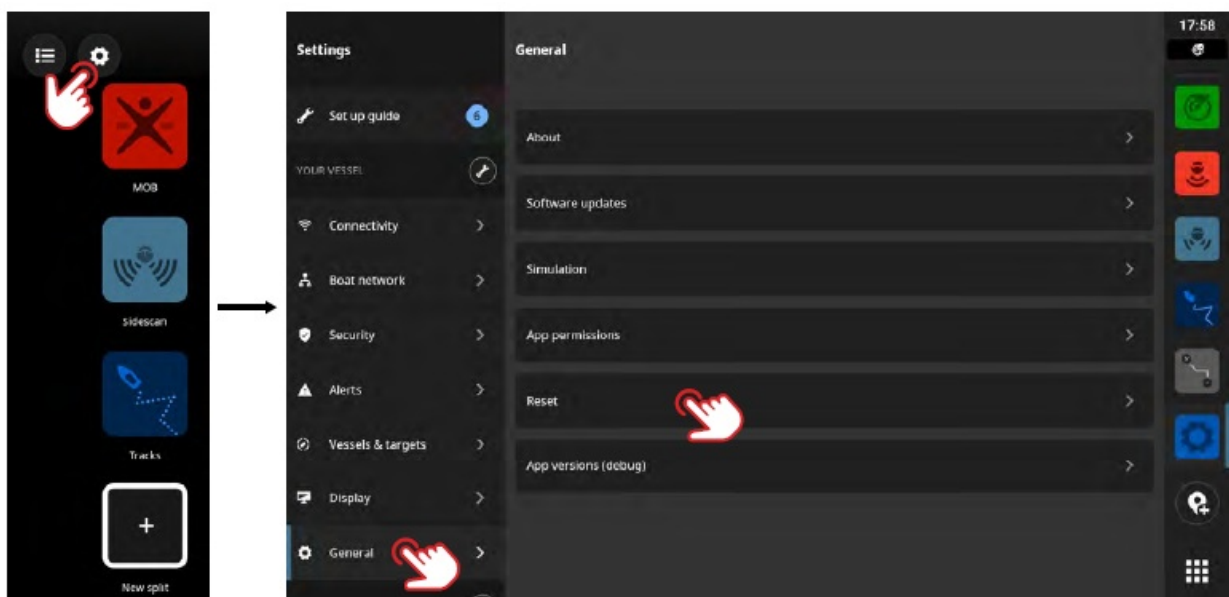 MOB
Sidescan
Tracks
+
New split
Settings
Set up guide
6
YOUR VESSEL
Connectivity
Boat network
Security
Alerts
Vessels & targets
Display
General
General
About
Software updates
Simulation
App permissions
Reset
App versions (debug)
17:58